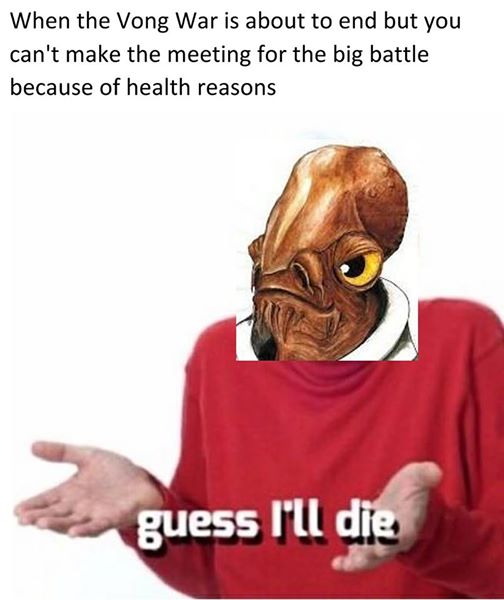 When the Vong War is about to end but you
can't make the meeting for the big battle
because of health reasons
guess I'll die